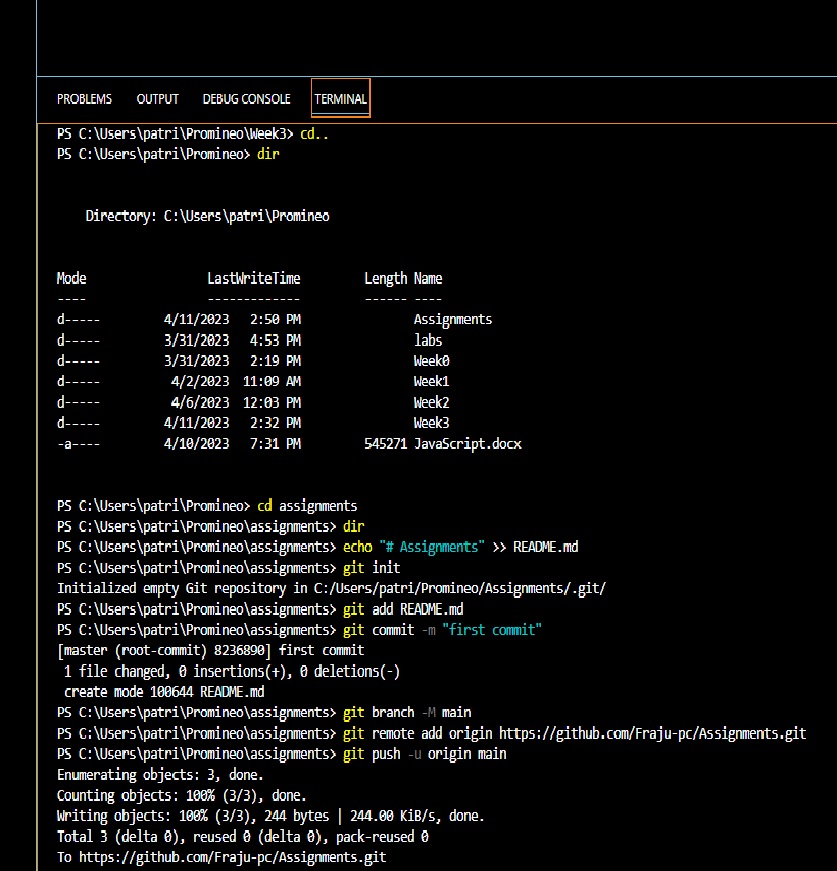 PROBLEMS OUTPUT DEBUG CONSOLE TERMINAL
PS C:\Users\patri\Promineo\Week3> cd..
PS C:\Users\patri\Promineo> dir
Directory: C:\Users\patri\Promineo
Mode LastWriteTime Length Name
---- ------------- ------ ----
d----- 4/11/2023 2:50 PM Assignments
d----- 3/31/2023 4:53 PM labs
d----- 3/31/2023 2:19 PM Week0
d----- 4/2/2023 11:09 AM Week1
d----- 4/6/2023 12:03 PM Week2
d----- 4/11/2023 2:32 PM Week3
-a---- 4/10/2023 7:31 PM 545271 JavaScript.docx
PS C:\Users\patri\Promineo> cd assignments
PS C:\Users\patri\Promineo\assignments> dir
PS C:\Users\patri\Promineo\assignments> echo "# Assignments" >> README.md
PS C:\Users\patri\Promineo\assignments> git init
Initialized empty Git repository in C:/Users/patri/Promineo/Assignments/.git/
PS C:\Users\patri\Promineo\assignments> git add README.md
PS C:\Users\patri\Promineo\assignments> git commit -m "first commit"
[master (root-commit) 8236890] first commit
1 file changed, 0 insertions(+), 0 deletions(-)
create mode 100644 README.md
PS C:\Users\patri\Promineo\assignments> git branch -M main
PS C:\Users\patri\Promineo\assignments> git remote add origin https://github.com/Fraju-pc/Assignments.git
PS C:\Users\patri\Promineo\assignments> git push -u origin main
Enumerating objects: 3, done.
Counting objects: 100% (3/3), done.
Writing objects: 100% (3/3), 244 bytes | 244.00 KiB/s, done.
Total 3 (delta 0), reused 0 (delta 0), pack-reused 0
To https://github.com/Fraju-pc/Assignments.git